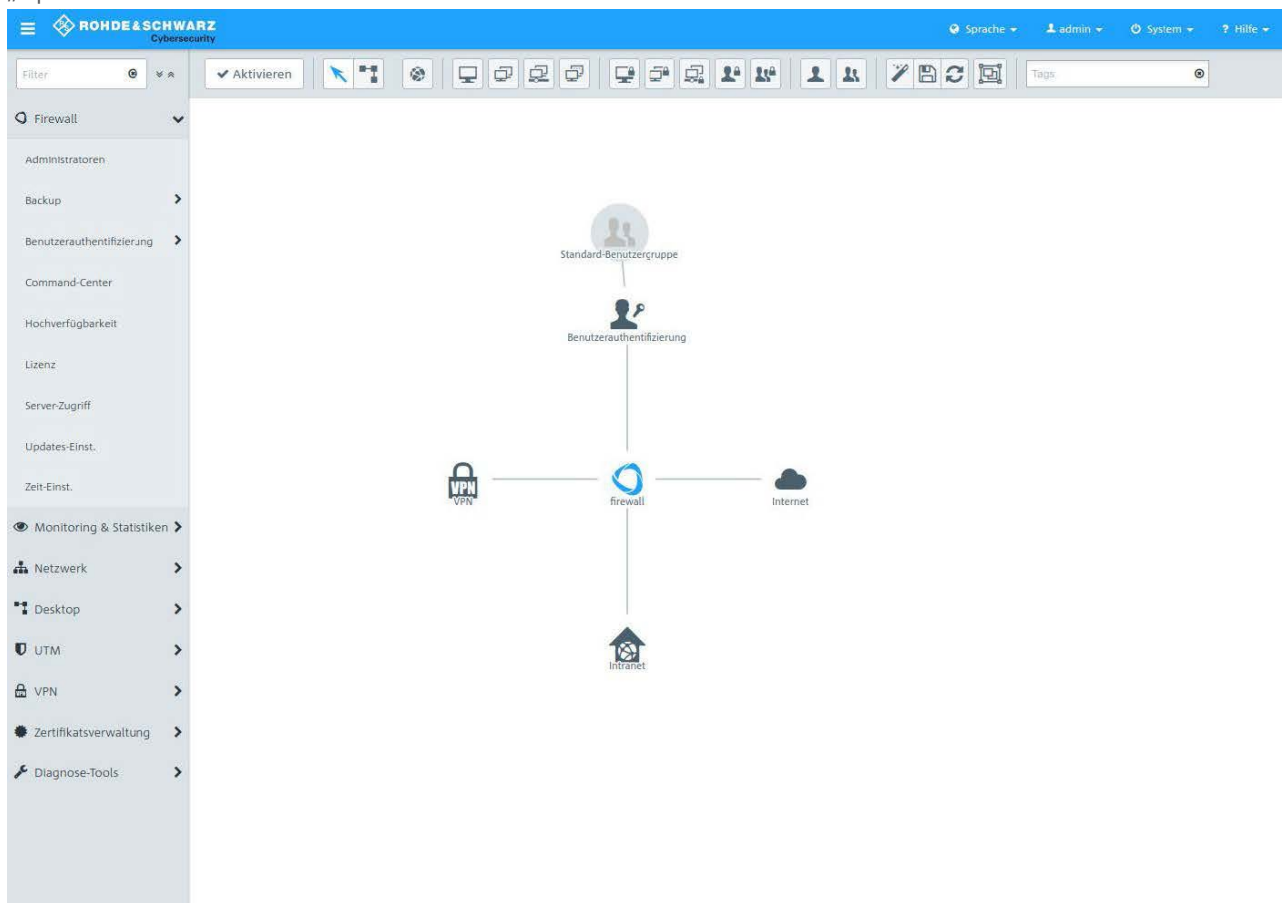 ROHDE & SCHWARZ
Cybersecurity
Sprache
admin
System
? Hilfe
Filter
Aktivieren
Tags
Firewall
Administratoren
Backup
Benutzerauthentifizierung
Command-Center
Hochverfügbarkeit
Lizenz
Server-Zugriff
Updates-Einst.
Zeit-Einst.
Monitoring & Statistiken
Netzwerk
Desktop
UTM
VPN
Zertifikatsverwaltung
Diagnose-Tools
Standard-Benutzergruppe
Benutzerauthentifizierung
VPN
VPN
firewall
Internet
Intranet